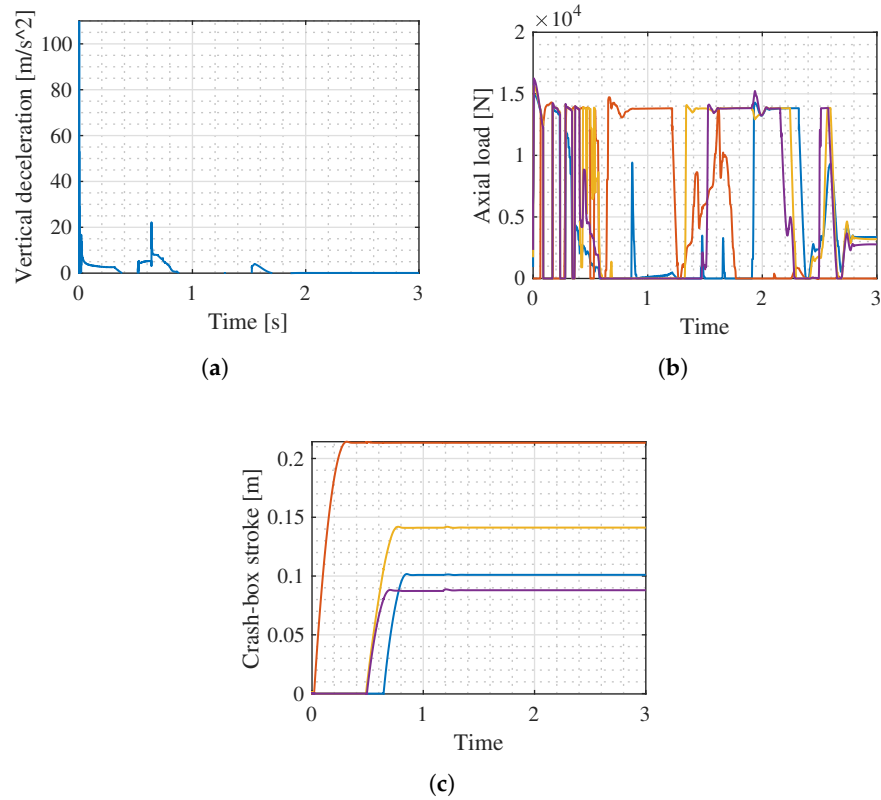 Vertical deceleration [m/s^2]
100
80
60
40
20
0
0 1 2 3
Time [s]
(a)
×10^4
Axial load [N]
2
1.5
1
0.5
0
0 1 2 3
Time
(b)
Crash-box stroke [m]
0.2
0.15
0.1
0.05
0
0 1 2 3
Time
(c)